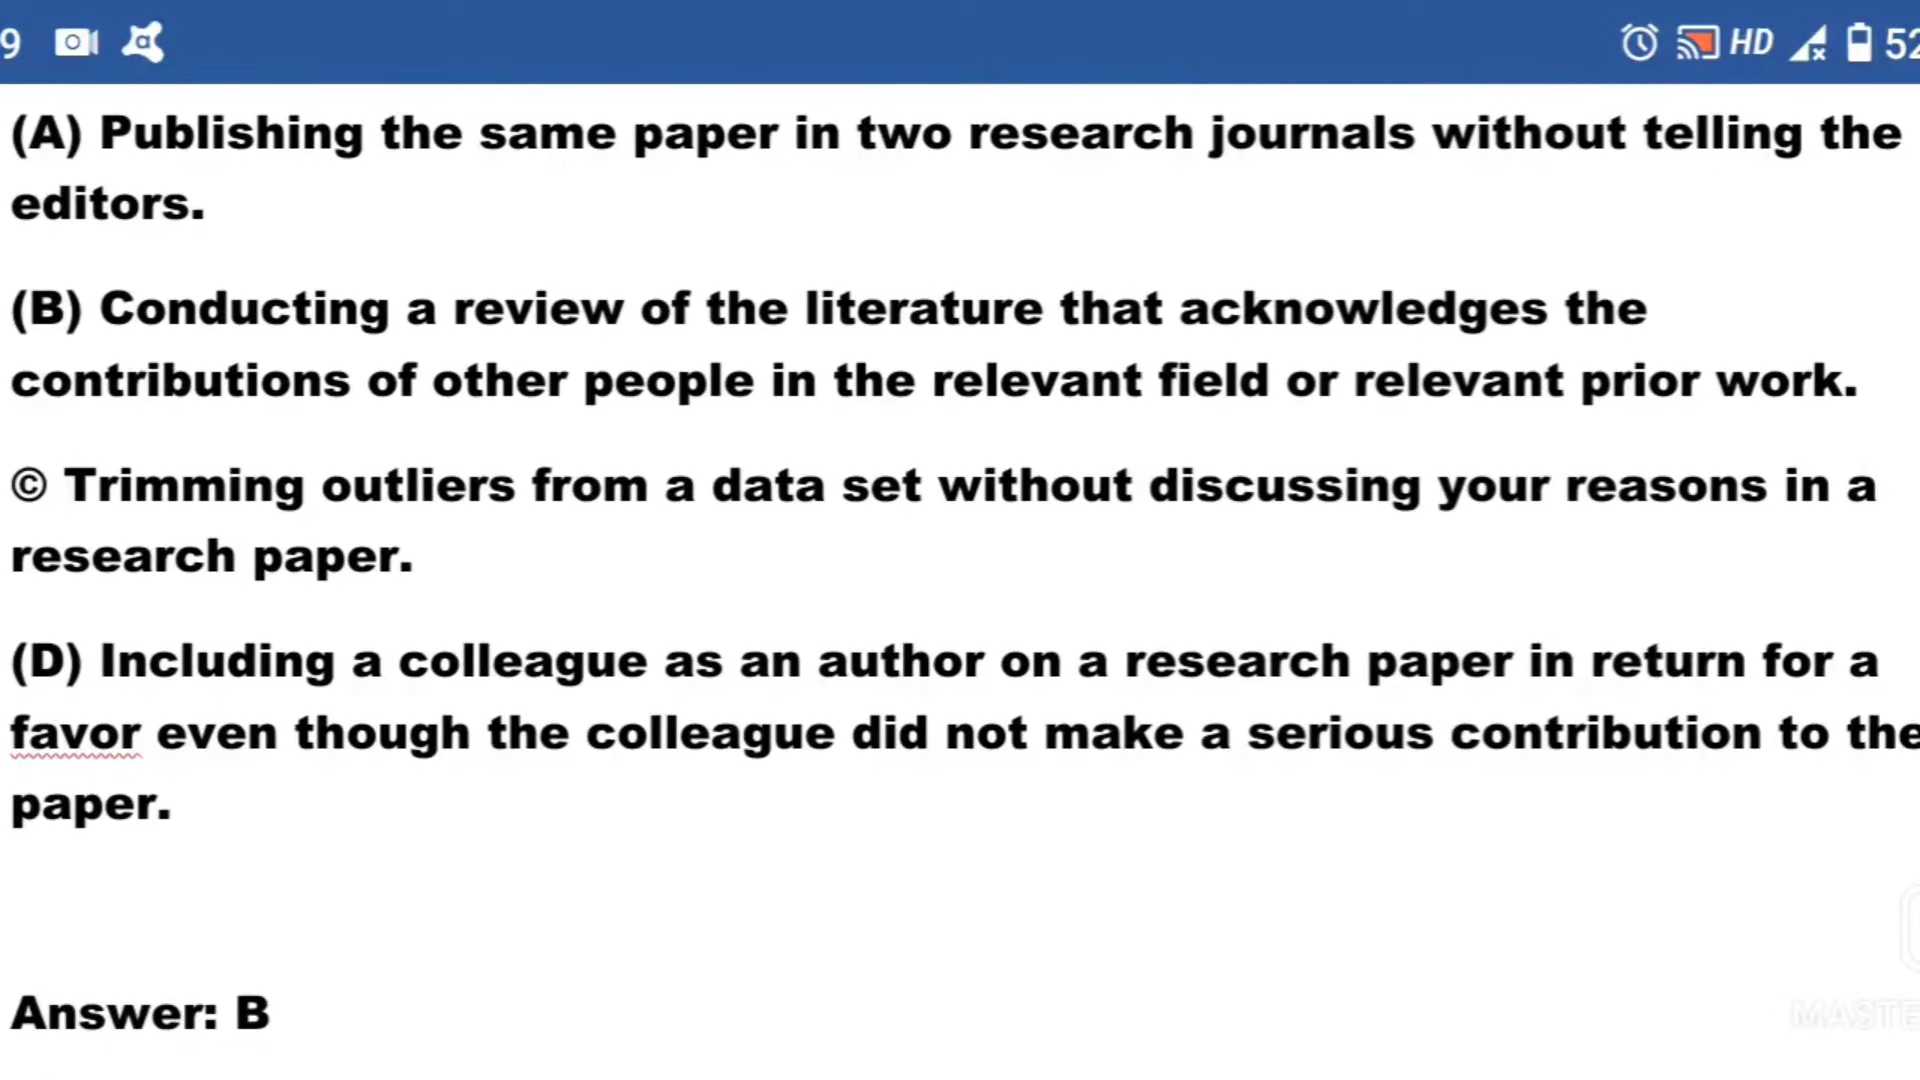 9 HD 52
(A) Publishing the same paper in two research journals without telling the
editors.
(B) Conducting a review of the literature that acknowledges the
contributions of other people in the relevant field or relevant prior work.
© Trimming outliers from a data set without discussing your reasons in a
research paper.
(D) Including a colleague as an author on a research paper in return for a
favor even though the colleague did not make a serious contribution to the
paper.
Answer: B